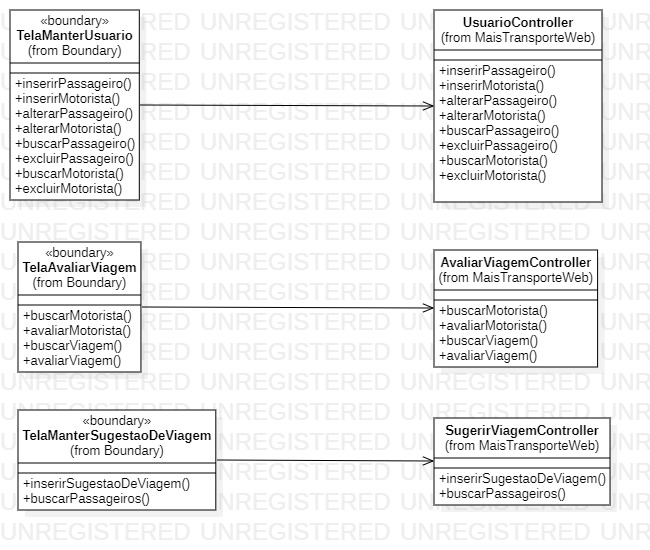 «boundary»
TelaManterUsuario
(from Boundary)
+inserirPassageiro()
+inserirMotorista()
+alterarPassageiro()
+alterarMotorista()
+buscarPassageiro()
+excluirPassageiro()
+buscarMotorista()
+excluirMotorista()
UsuarioController
(from MaisTransporteWeb)
+inserirPassageiro()
+inserirMotorista()
+alterarPassageiro()
+alterarMotorista()
+buscarPassageiro()
+excluirPassageiro()
+buscarMotorista()
+excluirMotorista()
«boundary»
TelaAvaliarViagem
(from Boundary)
+buscarMotorista()
+avaliarMotorista()
+buscarViagem()
+avaliarViagem()
AvaliarViagemController
(from MaisTransporteWeb)
+buscarMotorista()
+avaliarMotorista()
+buscarViagem()
+avaliarViagem()
«boundary»
TelaManterSugestaoDeViagem
(from Boundary)
+inserirSugestaoDeViagem()
+buscarPassageiros()
SugerirViagemController
(from MaisTransporteWeb)
+inserirSugestaoDeViagem()
+buscarPassageiros()
UNREGISTERED UNREGISTERED UNREGISTERED UNR